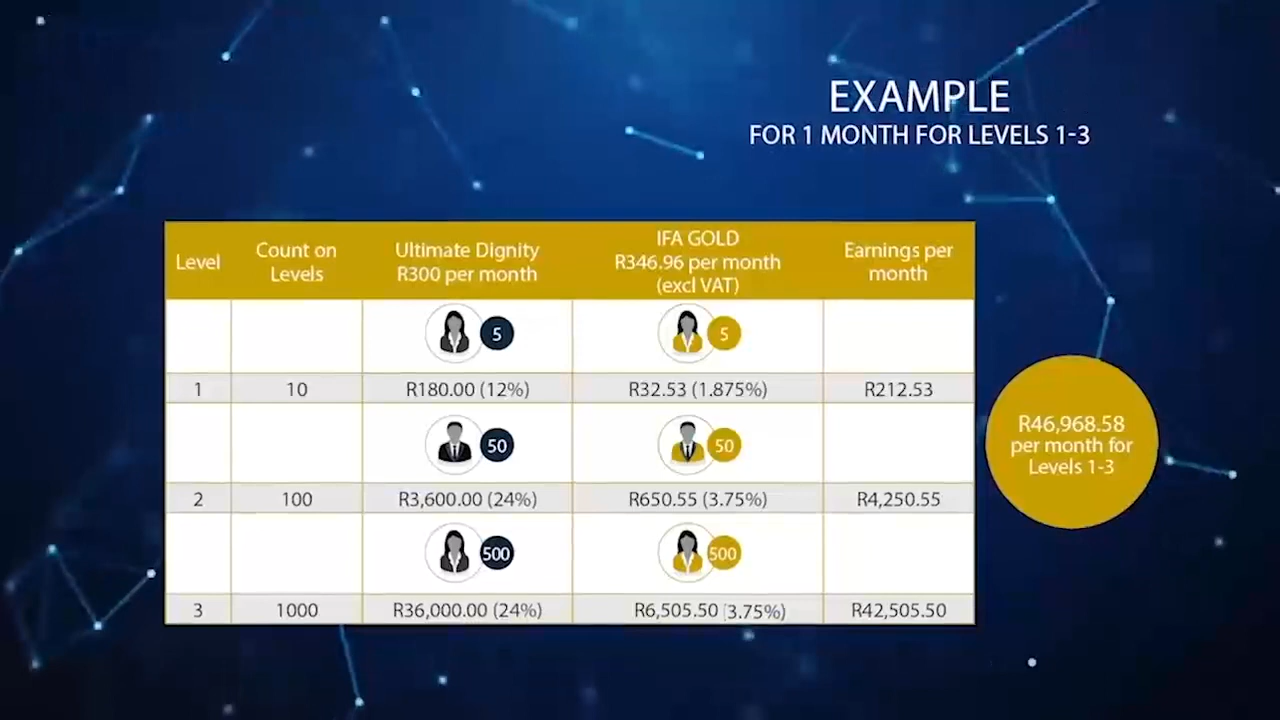 EXAMPLE
FOR 1 MONTH FOR LEVELS 1-3
Level
Count on
Levels
Ultimate Dignity
R300 per month
IFA GOLD
R346.96 per month
(excl VAT)
Earnings per
month
5
5
1 10 R180.00 (12%) R32.53 (1.875%) R212.53
50
50
2 100 R3,600.00 (24%) R650.55 (3.75%) R4,250.55
500
500
3 1000 R36,000.00 (24%) R6,505.50 (3.75%) R42,505.50
R46,968.58
per month for
Levels 1-3